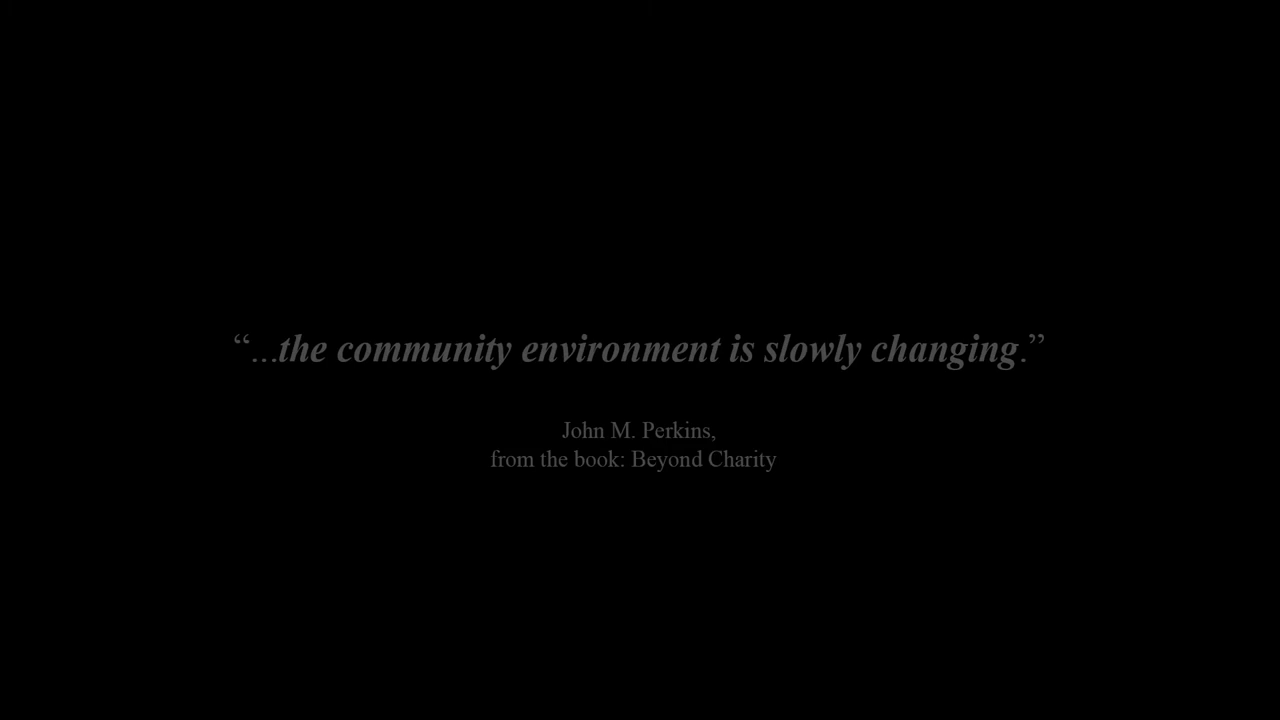 “...the community environment is slowly changing.”
John M. Perkins,
from the book: Beyond Charity